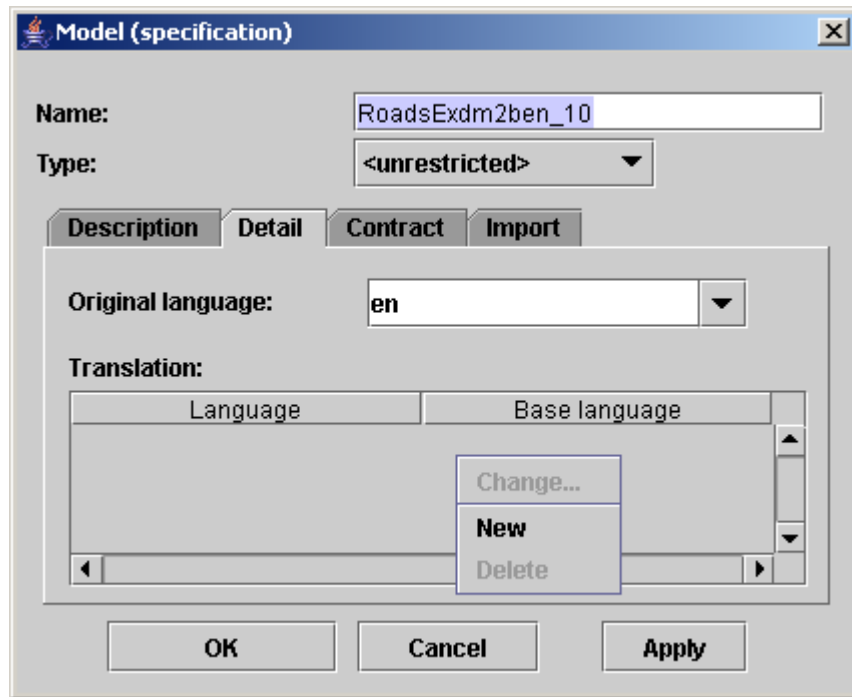 Model (specification)
Name: RoadsExdm2ben_10
Type: <unrestricted>
Description Detail Contract Import
Original language: en
Translation:
Language Base language
Change...
New
Delete
OK Cancel Apply